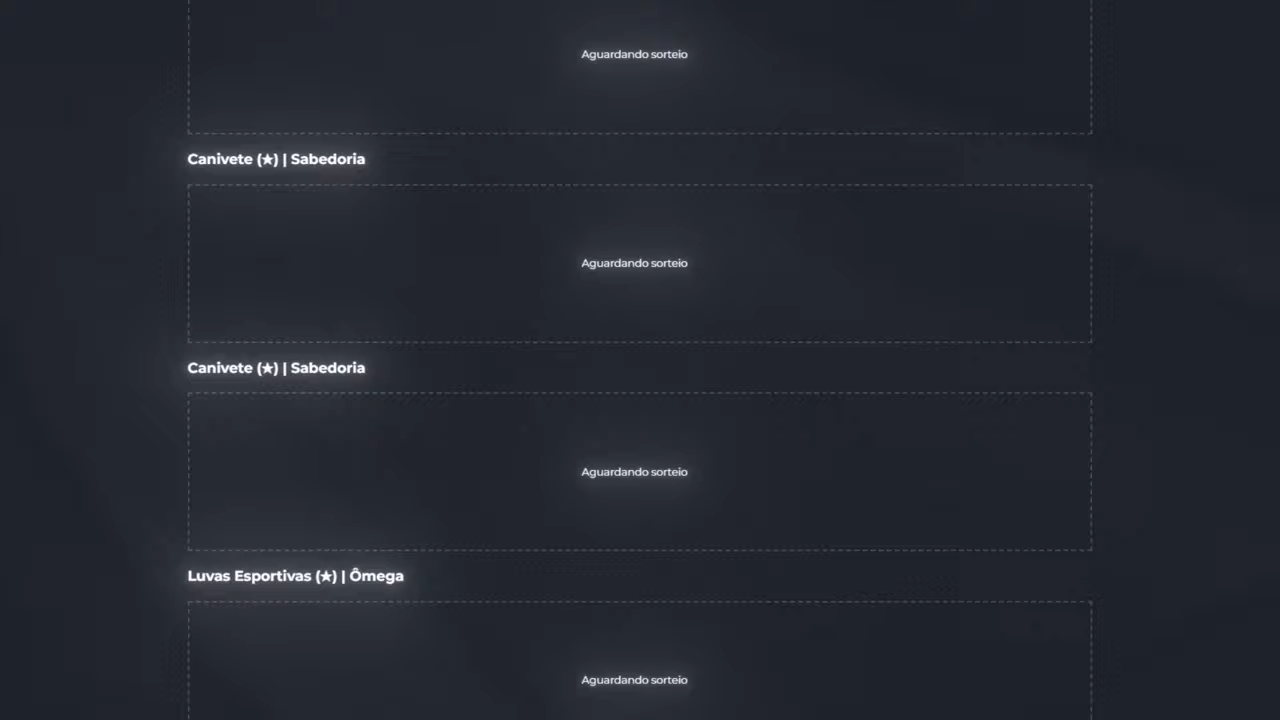 Aguardando sorteio
Canivete (★) | Sabedoria
Aguardando sorteio
Canivete (★) | Sabedoria
Aguardando sorteio
Luvas Esportivas (★) | Ômega
Aguardando sorteio